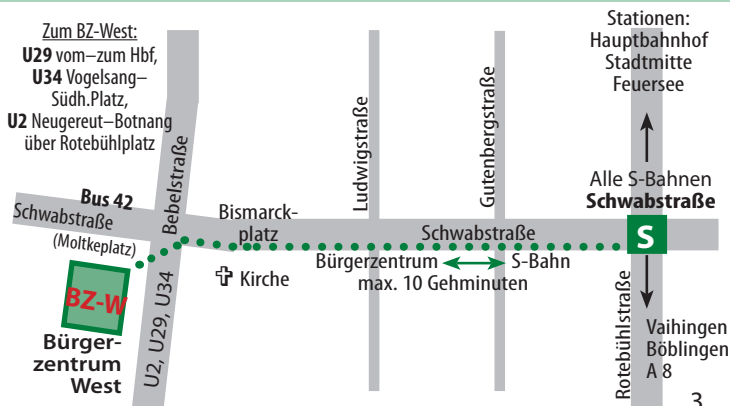 Zum BZ-West:
U29 vom–zum Hbf,
U34 Vogelsang–
Südh.Platz,
U2 Neugereut–Botnang
über Rotebühlplatz
Stationen:
Hauptbahnhof
Stadtmitte
Feuersee
Bebelstraße
Ludwigstraße
Gutenbergstraße
Alle S-Bahnen
Schwabstraße
Bus 42
Schwabstraße
(Moltkeplatz)
Bismarck-
platz
Schwabstraße
S
Kirche
Bürgerzentrum
S-Bahn
max. 10 Gehminuten
BZ-W
Bürger-
zentrum
West
U2, U29, U34
Rotebühlstraße
Vaihingen
Böblingen
A 8
3